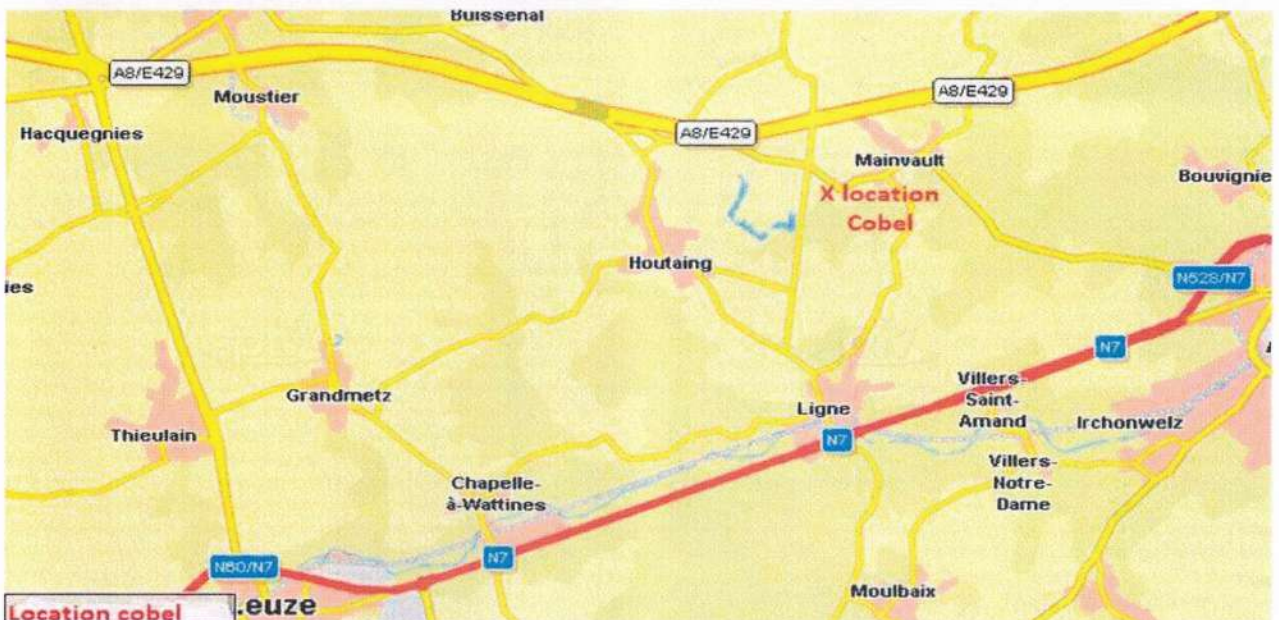 Buissenal
A8/E429
A8/E429
Moustier
A8/E429
Hacquegnies
Mainvault
Bouvignie
X location
Cobel
Houtaing
N528/N7
ies
N7
Villers-
Saint-
Amand
Grandmetz
Ligne
Irchonwelz
Thieulain
N7
Villers-
Notre-
Dame
Chapelle-
à-Wattines
N7
N60/N7
Moulbaix
.euze
Location cobel